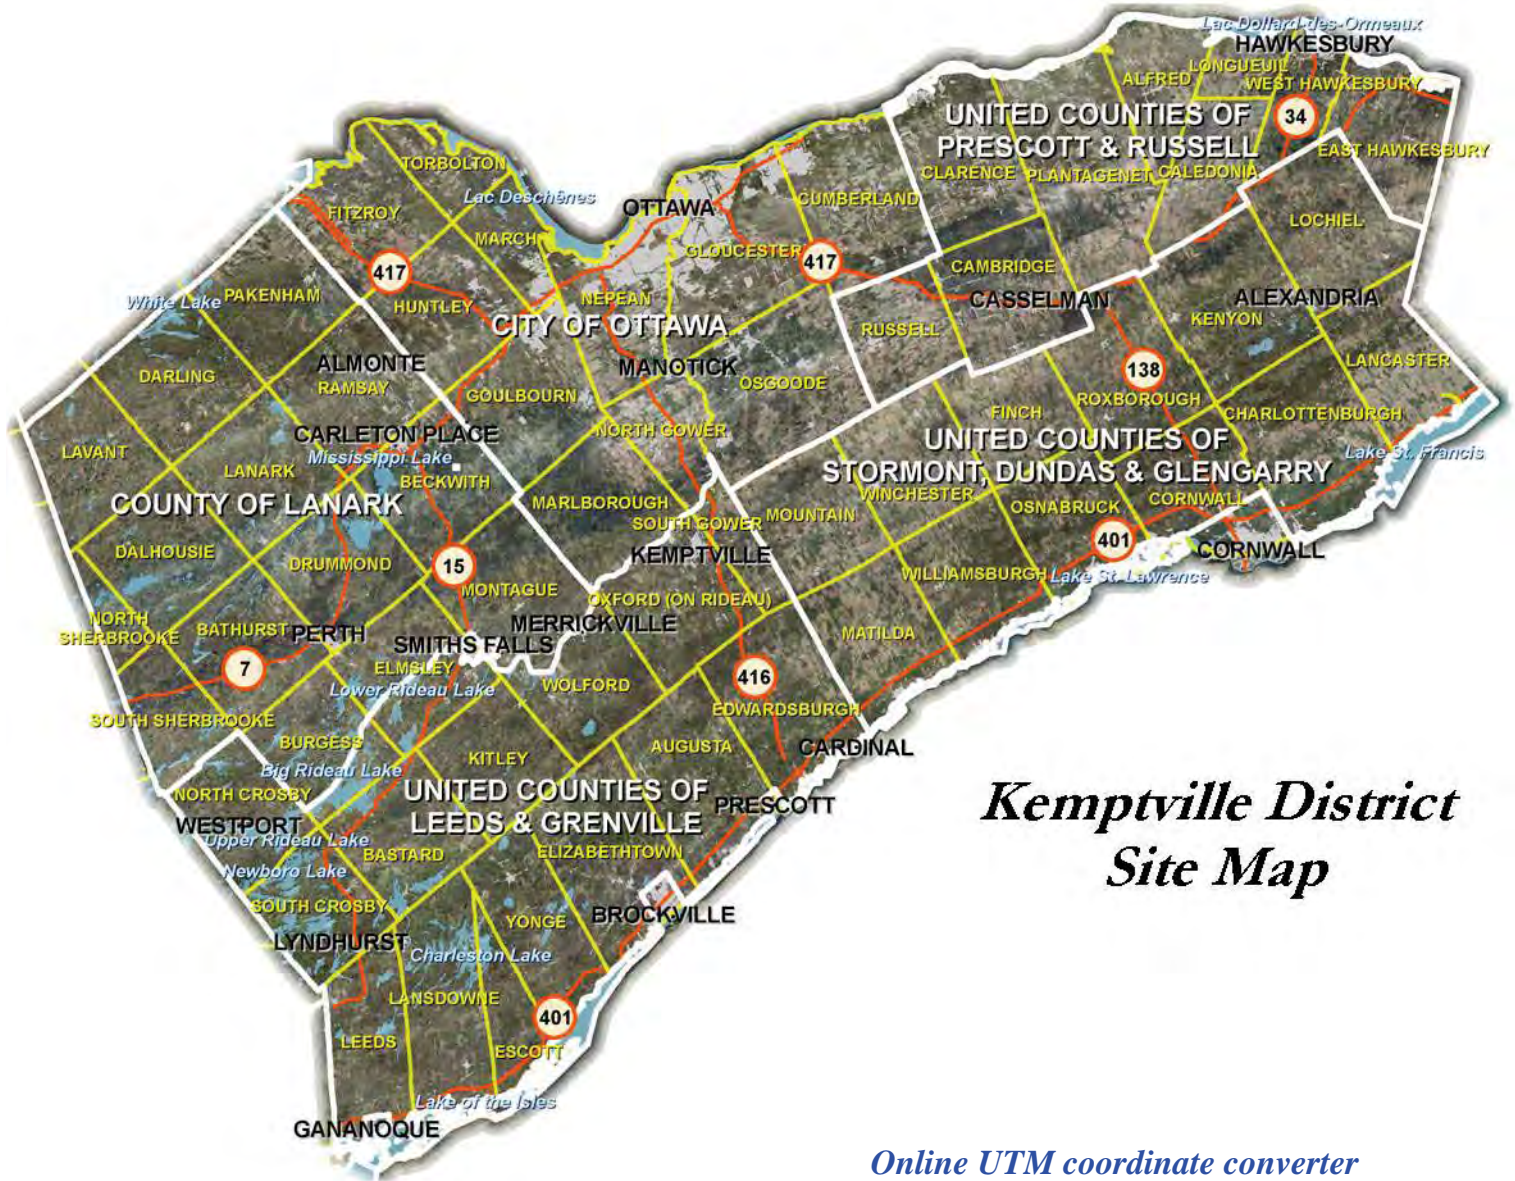 Lac Dollard-des-Ormeaux
HAWKESBURY
LONGUEUIL
ALFRED
WEST HAWKESBURY
UNITED COUNTIES OF
PRESCOTT & RUSSELL
34
EAST HAWKESBURY
TORBOLTON
CLARENCE
PLANTAGENET
CALEDONIA
Lac Deschênes
OTTAWA
CUMBERLAND
FITZROY
LOCHIEL
MARCH
GLOUCESTER
417
417
CAMBRIDGE
PAKENHAM
White Lake
HUNTLEY
NEPEAN
CASSELMAN
ALEXANDRIA
CITY OF OTTAWA
RUSSELL
KENYON
ALMONTE
MANOTICK
138
LANCASTER
DARLING
RAMSAY
OSGOODE
GOULBOURN
ROXBOROUGH
FINCH
CHARLOTTENBURGH
CARLETON PLACE
NORTH GOWER
UNITED COUNTIES OF
STORMONT, DUNDAS & GLENGARRY
LAVANT
Mississippi Lake
Lake St. Francis
LANARK
BECKWITH
COUNTY OF LANARK
MARLBOROUGH
WINCHESTER
CORNWALL
OSNABRUCK
SOUTH GOWER
MOUNTAIN
401
DALHOUSIE
KEMPTVILLE
CORNWALL
DRUMMOND
15
MONTAGUE
WILLIAMSBURGH
Lake St. Lawrence
OXFORD (ON RIDEAU)
NORTH
SHERBROOKE
BATHURST
PERTH
MERRICKVILLE
MATILDA
SMITHS FALLS
7
ELMSLEY
Lower Rideau Lake
WOLFORD
416
EDWARDSBURGH
SOUTH SHERBROOKE
BURGESS
AUGUSTA
CARDINAL
KITLEY
Big Rideau Lake
NORTH CROSBY
UNITED COUNTIES OF
LEEDS & GRENVILLE
PRESCOTT
WESTPORT
Upper Rideau Lake
BASTARD
ELIZABETHTOWN
Newboro Lake
SOUTH CROSBY
BROCKVILLE
YONGE
LYNDHURST
Charleston Lake
LANSDOWNE
401
LEEDS
ESCOTT
Lake of the Isles
GANANOQUE
Kemptville District
Site Map
Online UTM coordinate converter